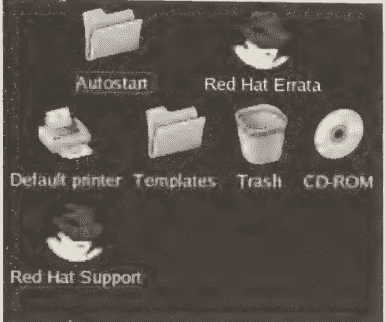 Autostart Red Hat Errata
Default printer Templates Trash CD-ROM
Red Hat Support